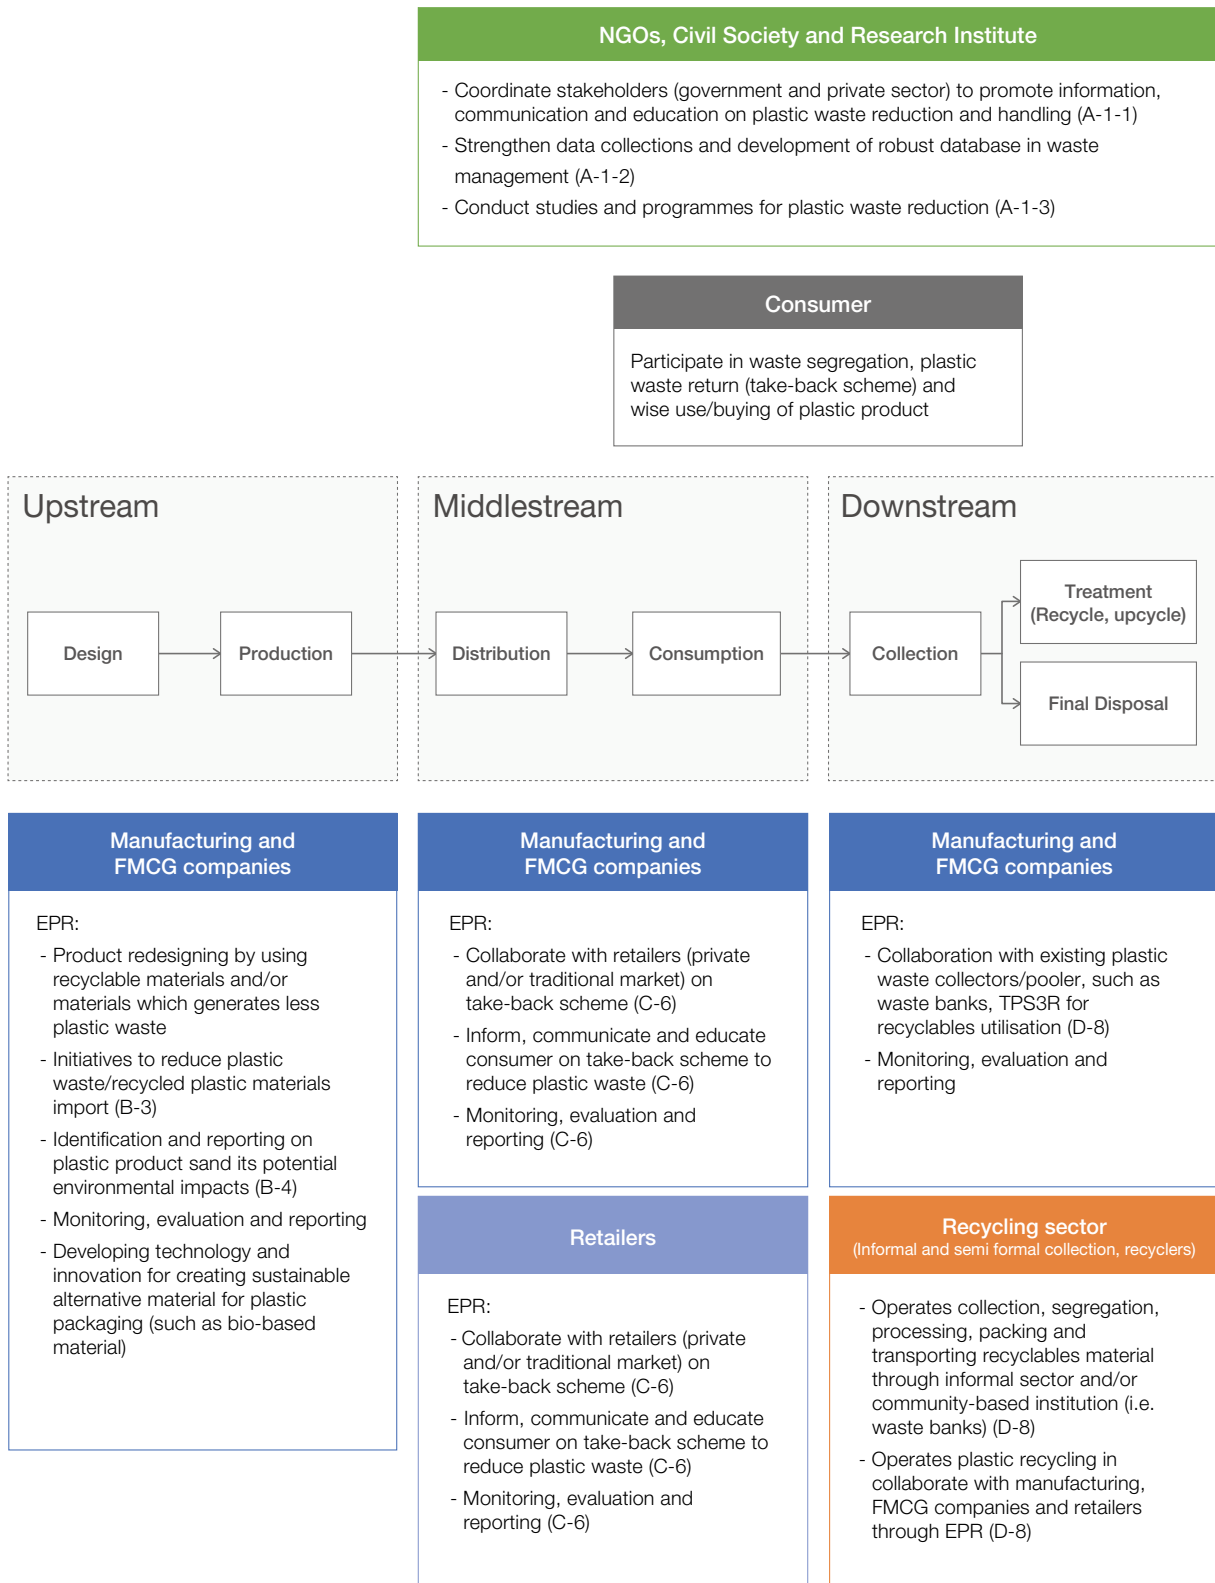 NGOs, Civil Society and Research Institute
- Coordinate stakeholders (government and private sector) to promote information,
communication and education on plastic waste reduction and handling (A-1-1)
- Strengthen data collections and development of robust database in waste
management (A-1-2)
- Conduct studies and programmes for plastic waste reduction (A-1-3)
Consumer
Participate in waste segregation, plastic
waste return (take-back scheme) and
wise use/buying of plastic product
Upstream
Design
Production
Middlestream
Distribution
Consumption
Downstream
Collection
Treatment
(Recycle, upcycle)
Final Disposal
Manufacturing and
FMCG companies
EPR:
- Product redesigning by using
recyclable materials and/or
materials which generates less
plastic waste
- Initiatives to reduce plastic
waste/recycled plastic materials
import (B-3)
- Identification and reporting on
plastic product sand its potential
environmental impacts (B-4)
- Monitoring, evaluation and reporting
- Developing technology and
innovation for creating sustainable
alternative material for plastic
packaging (such as bio-based
material)
Manufacturing and
FMCG companies
EPR:
- Collaborate with retailers (private
and/or traditional market) on
take-back scheme (C-6)
- Inform, communicate and educate
consumer on take-back scheme to
reduce plastic waste (C-6)
- Monitoring, evaluation and
reporting (C-6)
Retailers
EPR:
- Collaborate with retailers (private
and/or traditional market) on
take-back scheme (C-6)
- Inform, communicate and educate
consumer on take-back scheme to
reduce plastic waste (C-6)
- Monitoring, evaluation and
reporting (C-6)
Manufacturing and
FMCG companies
EPR:
- Collaboration with existing plastic
waste collectors/pooler, such as
waste banks, TPS3R for
recyclables utilisation (D-8)
- Monitoring, evaluation and
reporting
Recycling sector
(Informal and semi formal collection, recyclers)
- Operates collection, segregation,
processing, packing and
transporting recyclables material
through informal sector and/or
community-based institution (i.e.
waste banks) (D-8)
- Operates plastic recycling in
collaborate with manufacturing,
FMCG companies and retailers
through EPR (D-8)